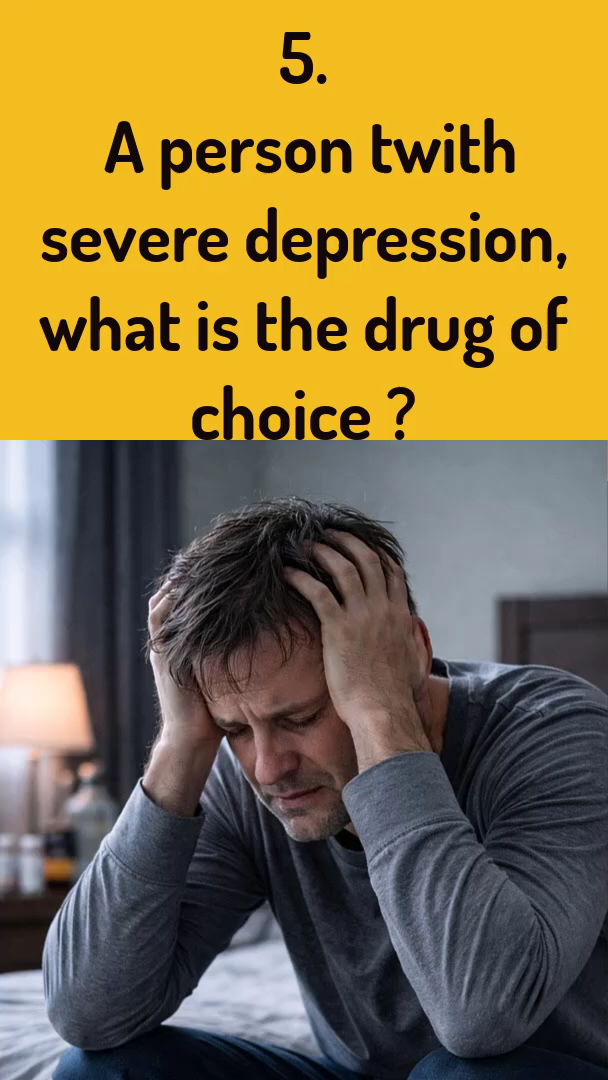 5.
A person twith
severe depression,
what is the drug of
choice ?